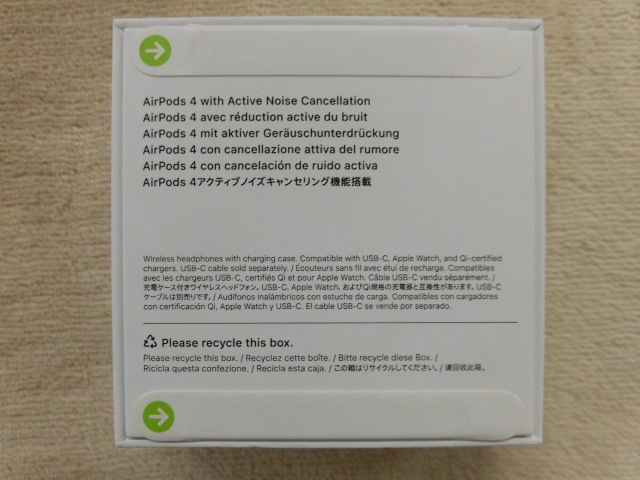 AirPods 4 with Active Noise Cancellation
AirPods 4 avec réduction active du bruit
AirPods 4 mit aktiver Geräuschunterdrückung
AirPods 4 con cancellazione attiva del rumore
AirPods 4 con cancelación de ruido activa
AirPods 4アクティブノイズキャンセリング機能搭載
Wireless headphones with charging case. Compatible with USB-C, Apple Watch, and Qi-certified
chargers. USB-C cable sold separately. / Écouteurs sans fil avec étui de recharge. Compatibles
avec les chargeurs USB-C, certifiés Qi et pour Apple Watch. Câble USB-C vendu séparément. /
充電ケース付きワイヤレスヘッドフォン。USB-C、Apple Watch、およびQi規格の充電器と互換性があります。USB-C
ケーブルは別売りです。/ Audífonos inalámbricos con estuche de carga. Compatibles con cargadores
con certificación Qi, Apple Watch y USB-C. El cable USB-C se vende por separado.
Please recycle this box.
Please recycle this box. / Recyclez cette boîte. / Bitte recycle diese Box. /
Ricicla questa confezione. / Recicla esta caja. / この箱はリサイクルしてください。/ 请回收此箱。